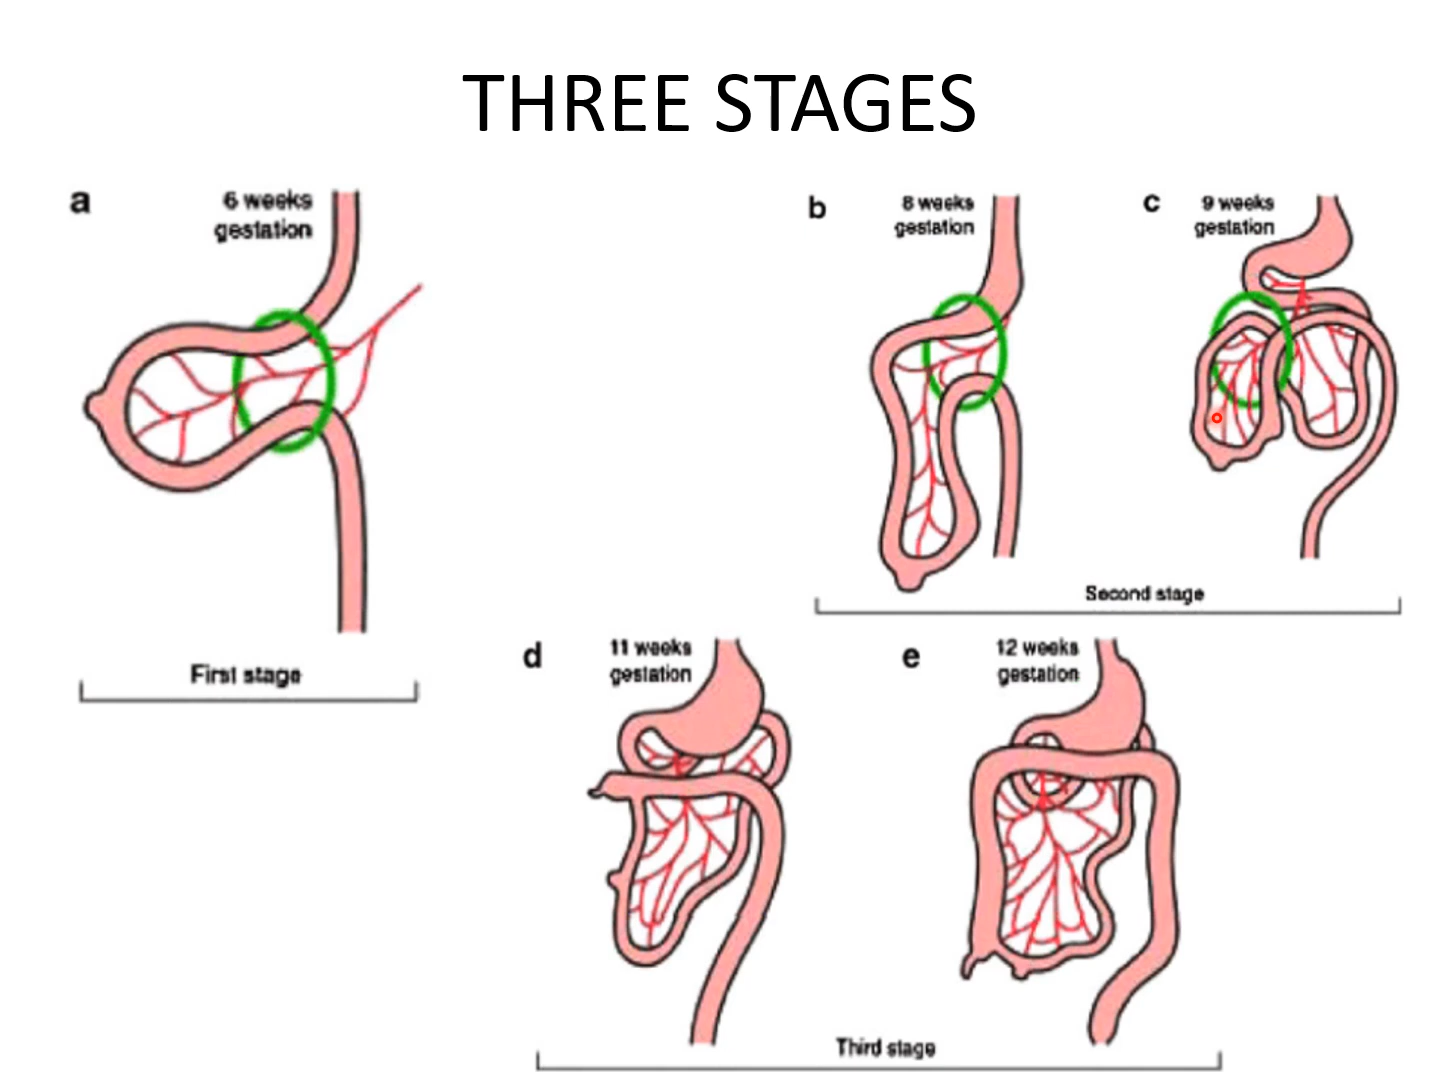 THREE STAGES
a
6 weeks
gestation
b
8 weeks
gestation
c
9 weeks
gestation
Second stage
First stage
d
11 weeks
gestation
e
12 weeks
gestation
Third stage